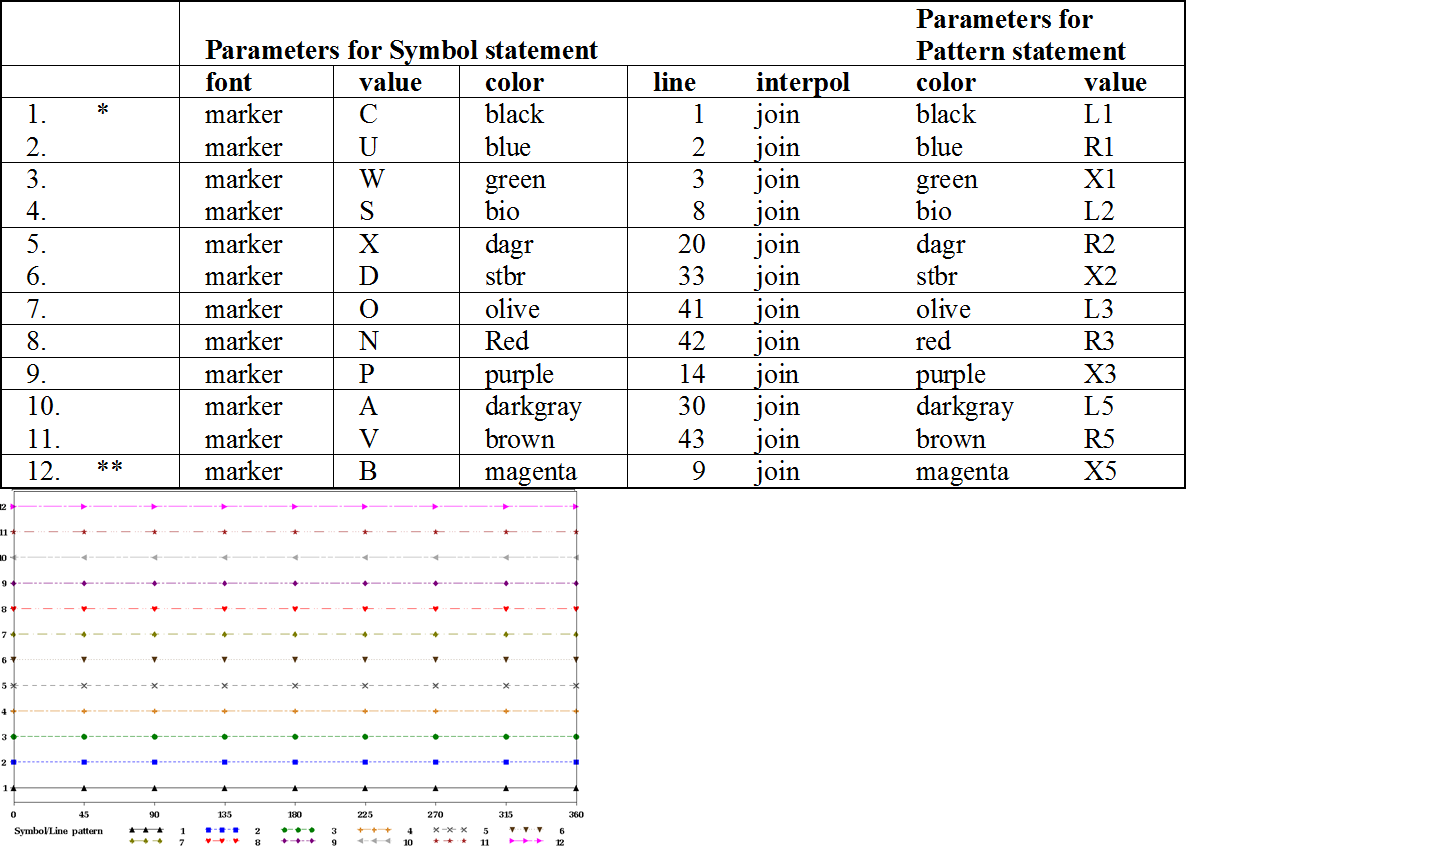 Parameters for
Parameters for Symbol statement Pattern statement
font value color line interpol color value
1. * marker C black 1 join black L1
2. marker U blue 2 join blue R1
3. marker W green 3 join green X1
4. marker S bio 8 join bio L2
5. marker X dagr 20 join dagr R2
6. marker D stbr 33 join stbr X2
7. marker O olive 41 join olive L3
8. marker N Red 42 join red R3
9. marker P purple 14 join purple X3
10. marker A darkgray 30 join darkgray L5
11. marker V brown 43 join brown R5
12. ** marker B magenta 9 join magenta X5
12
11
10
9
8
7
6
5
4
3
2
1
0 45 90 135 180 225 270 315 360
Symbol/Line pattern 1 2 3 4 5 6
7 8 9 10 11 12